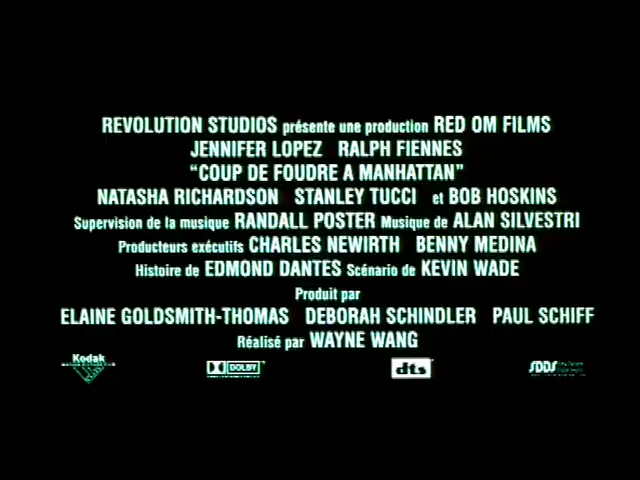 REVOLUTION STUDIOS présente une production RED OM FILMS
JENNIFER LOPEZ RALPH FIENNES
"COUP DE FOUDRE A MANHATTAN"
NATASHA RICHARDSON STANLEY TUCCI et BOB HOSKINS
Supervision de la musique RANDALL POSTER Musique de ALAN SILVESTRI
Producteurs exécutifs CHARLES NEWIRTH BENNY MEDINA
Histoire de EDMOND DANTES Scénario de KEVIN WADE
Produit par
ELAINE GOLDSMITH-THOMAS DEBORAH SCHINDLER PAUL SCHIFF
Réalisé par WAYNE WANG
Kodak DOLBY dts SDDS